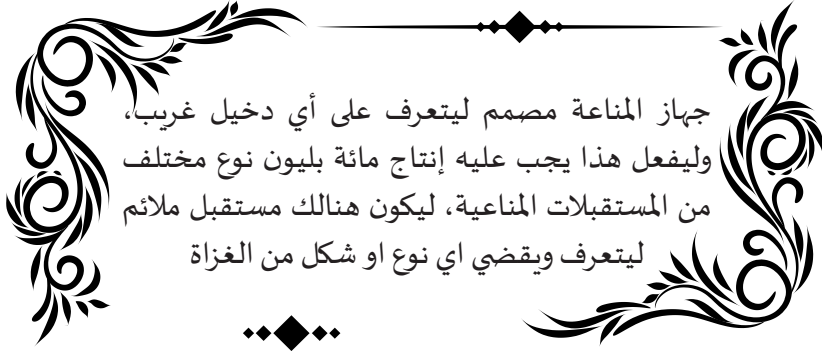 جهاز المناعة مصمم ليتعرف على أي دخيل غريب،
وليفعل هذا يجب عليه إنتاج مائة بليون نوع مختلف
من المستقبلات المناعية، ليكون هنالك مستقبل ملائم
ليتعرف ويقضي اي نوع او شكل من الغزاة